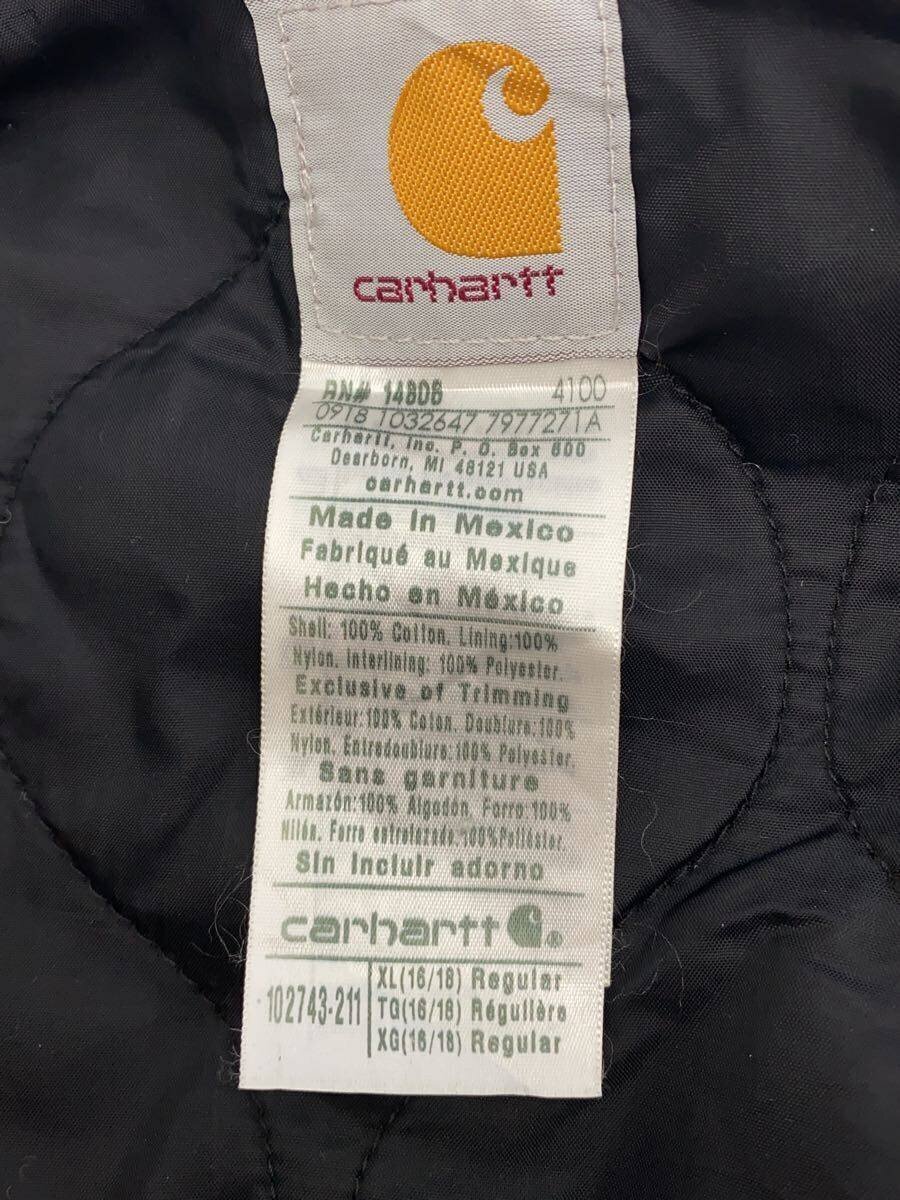 carhartt
RN# 14806 4100
0918 1032647 7977271A
Carhartt, Inc. P. O. Box 600
Dearborn, MI 48121 USA
carhartt.com
Made in Mexico
Fabriqué au Mexique
Hecho en México
Shell: 100% Cotton. Lining:100%
Nylon. Interlining: 100% Polyester.
Exclusive of Trimming
Extérieur:100% Coton. Doublure:100%
Nylon. Entredoublure:100% Polyester.
Sans garniture
Armazón:100% Algodón. Forro:100%
Nilón. Forro entrelazado:100%Poliéster.
Sin incluir adorno
carhartt ®
XL(16/18) Regular
102743-211 TG(16/18) Régulière
XG(16/18) Regular